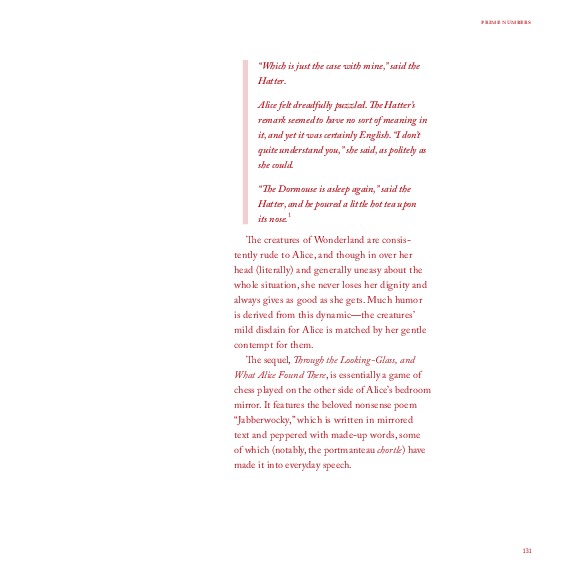 PRIME NUMBERS
“Which is just the case with mine,” said the
Hatter.
Alice felt dreadfully puzzled. The Hatter’s
remark seemed to have no sort of meaning in
it, and yet it was certainly English. “I don’t
quite understand you,” she said, as politely as
she could.
“The Dormouse is asleep again,” said the
Hatter, and he poured a little hot tea upon
its nose.1
The creatures of Wonderland are consis-
tently rude to Alice, and though in over her
head (literally) and generally uneasy about the
whole situation, she never loses her dignity and
always gives as good as she gets. Much humor
is derived from this dynamic—the creatures’
mild disdain for Alice is matched by her gentle
contempt for them.
The sequel, Through the Looking-Glass, and
What Alice Found There, is essentially a game of
chess played on the other side of Alice’s bedroom
mirror. It features the beloved nonsense poem
“Jabberwocky,” which is written in mirrored
text and peppered with made-up words, some
of which (notably, the portmanteau chortle) have
made it into everyday speech.
131